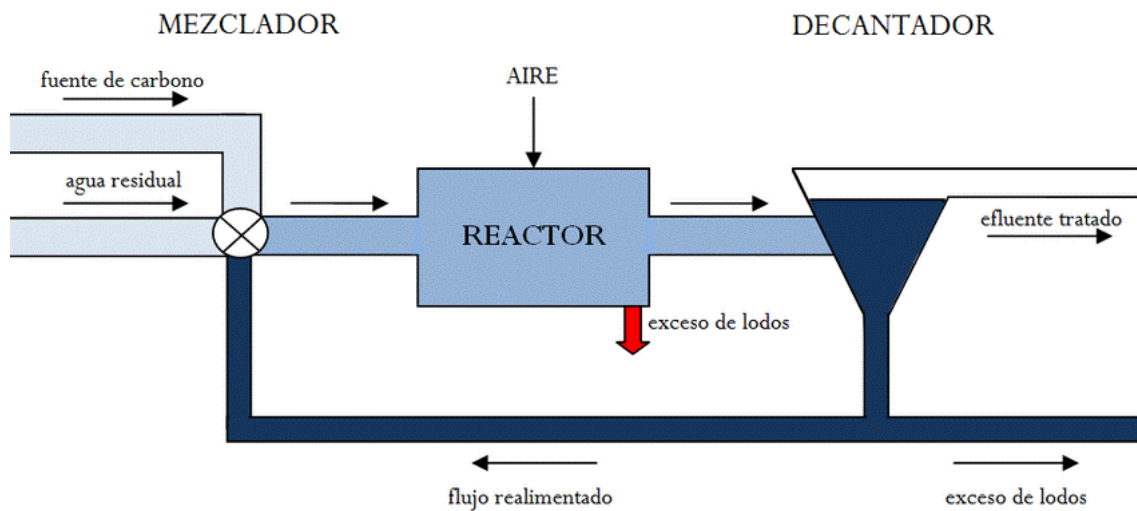 MEZCLADOR
DECANTADOR
fuente de carbono
AIRE
agua residual
REACTOR
efluente tratado
exceso de lodos
flujo realimentado
exceso de lodos